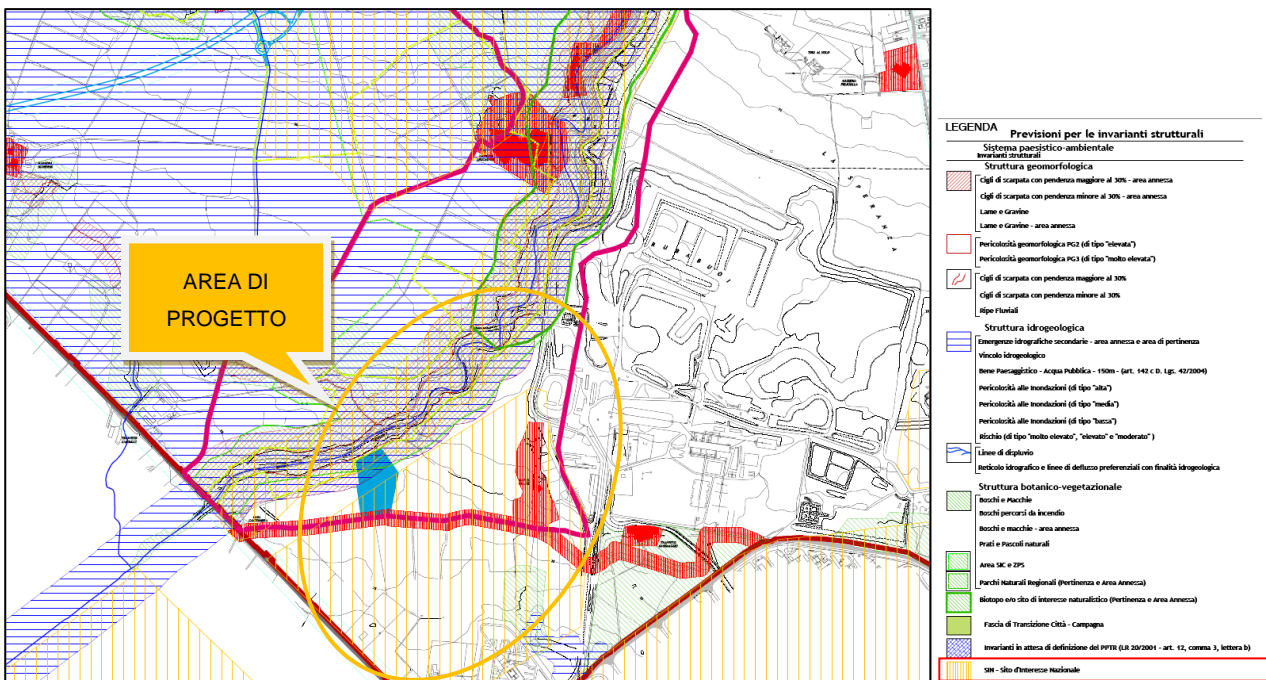 AREA DI
PROGETTO
TIRO AL VOLO
LA SPERANZA
RURABUOI
LEGENDA
Previsioni per le invarianti strutturali
Sistema paesistico-ambientale
Invarianti strutturali
Struttura geomorfologica
Cigli di scarpata con pendenza maggiore al 30% - area annessa
Cigli di scarpata con pendenza minore al 30% - area annessa
Lame e Gravine
Lame e Gravine - area annessa
Pericolosità geomorfologica PG2 (di tipo "elevata")
Pericolosità geomorfologica PG3 (di tipo "molto elevata")
Cigli di scarpata con pendenza maggiore al 30%
Cigli di scarpata con pendenza minore al 30%
Ripe Fluviali
Struttura idrogeologica
Emergenze idrografiche secondarie - area annessa e area di pertinenza
Vincolo idrogeologico
Bene Paesaggistico - Acqua Pubblica - 150m - (art. 142 c D. Lgs. 42/2004)
Pericolosità alle Inondazioni (di tipo "alta")
Pericolosità alle Inondazioni (di tipo "media")
Pericolosità alle Inondazioni (di tipo "bassa")
Rischio (di tipo "molto elevato", "elevato" e "moderato" )
Linee di displuvio
Reticolo idrografico e linee di deflusso preferenziali con finalità idrogeologica
Struttura botanico-vegetazionale
Boschi e Macchie
Boschi percorsi da incendio
Boschi e macchie - area annessa
Prati e Pascoli naturali
Area SIC e ZPS
Parchi Naturali Regionali (Pertinenza e Area Annessa)
Biotopo e/o sito di interesse naturalistico (Pertinenza e Area Annessa)
Fascia di Transizione Città - Campagna
Invarianti in attesa di definizione del PPTR (LR 20/2001 - art. 12, comma 3, lettera b)
SIN - Sito d'Interesse Nazionale